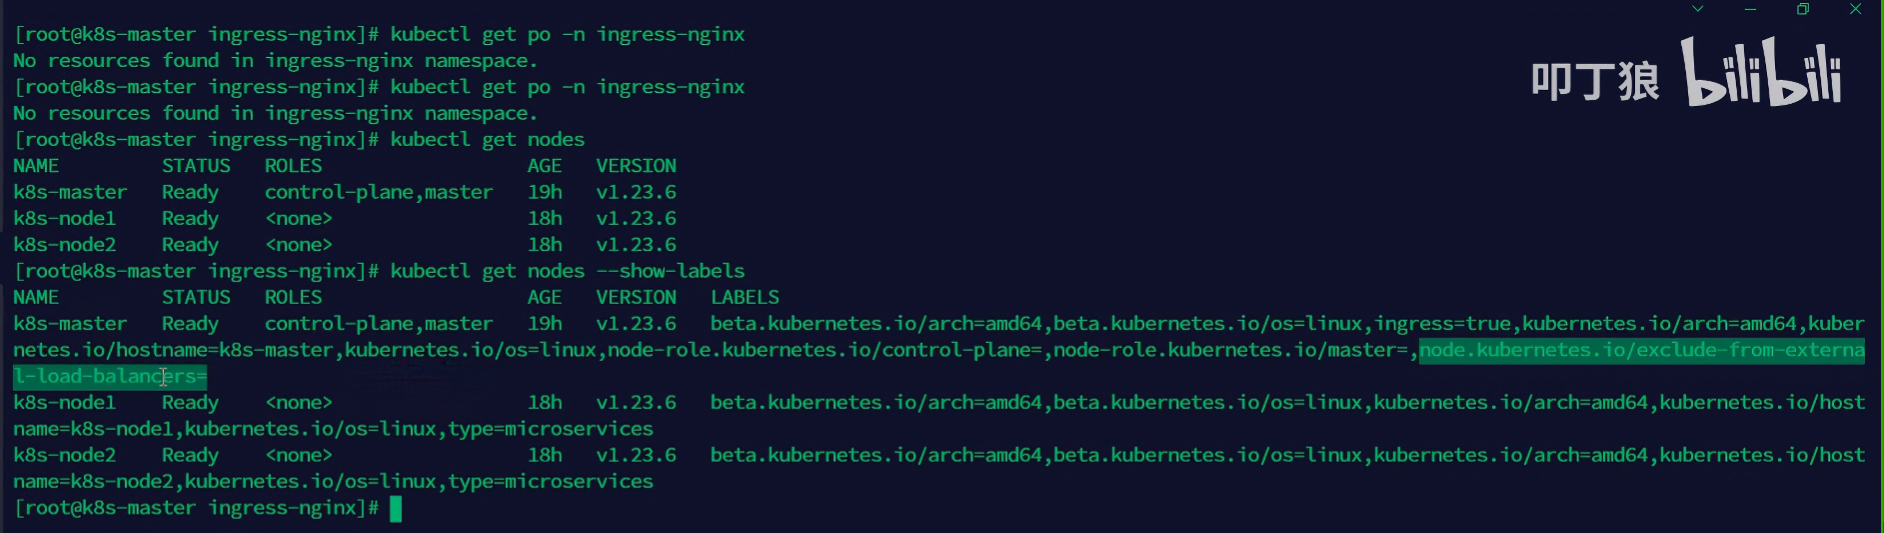 [root@k8s-master ingress-nginx]# kubectl get po -n ingress-nginx
No resources found in ingress-nginx namespace.
[root@k8s-master ingress-nginx]# kubectl get po -n ingress-nginx
No resources found in ingress-nginx namespace.
[root@k8s-master ingress-nginx]# kubectl get nodes
NAME STATUS ROLES AGE VERSION
k8s-master Ready control-plane,master 19h v1.23.6
k8s-node1 Ready <none> 18h v1.23.6
k8s-node2 Ready <none> 18h v1.23.6
[root@k8s-master ingress-nginx]# kubectl get nodes --show-labels
NAME STATUS ROLES AGE VERSION LABELS
k8s-master Ready control-plane,master 19h v1.23.6 beta.kubernetes.io/arch=amd64,beta.kubernetes.io/os=linux,ingress=true,kubernetes.io/arch=amd64,kuber
netes.io/hostname=k8s-master,kubernetes.io/os=linux,node-role.kubernetes.io/control-plane=,node-role.kubernetes.io/master=,node.kubernetes.io/exclude-from-externa
l-load-balancers=
k8s-node1 Ready <none> 18h v1.23.6 beta.kubernetes.io/arch=amd64,beta.kubernetes.io/os=linux,kubernetes.io/arch=amd64,kubernetes.io/host
name=k8s-node1,kubernetes.io/os=linux,type=microservices
k8s-node2 Ready <none> 18h v1.23.6 beta.kubernetes.io/arch=amd64,beta.kubernetes.io/os=linux,kubernetes.io/arch=amd64,kubernetes.io/host
name=k8s-node2,kubernetes.io/os=linux,type=microservices
[root@k8s-master ingress-nginx]#
叩丁狼 bilibili